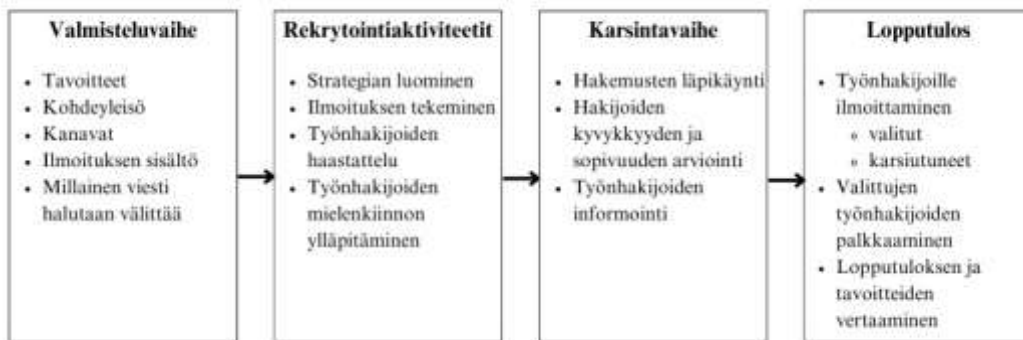 Valmisteluvaihe
• Tavoitteet
• Kohdeyleisö
• Kanavat
• Ilmoituksen sisältö
• Millainen viesti
halutaan välittää
Rekrytointiaktiviteetit
• Strategian luominen
• Ilmoituksen tekeminen
• Työnhakijoiden
haastattelu
• Työnhakijoiden
mielenkiinnon
ylläpitäminen
Karsintavaihe
• Hakemusten läpikäynti
• Hakijoiden
kyvykkyyden ja
sopivuuden arviointi
• Työnhakijoiden
informointi
Lopputulos
• Työnhakijoille
ilmoittaminen
◦ valitut
◦ karsiutuneet
• Valittujen
työnhakijoiden
palkkaaminen
• Lopputuloksen ja
tavoitteiden
vertaaminen